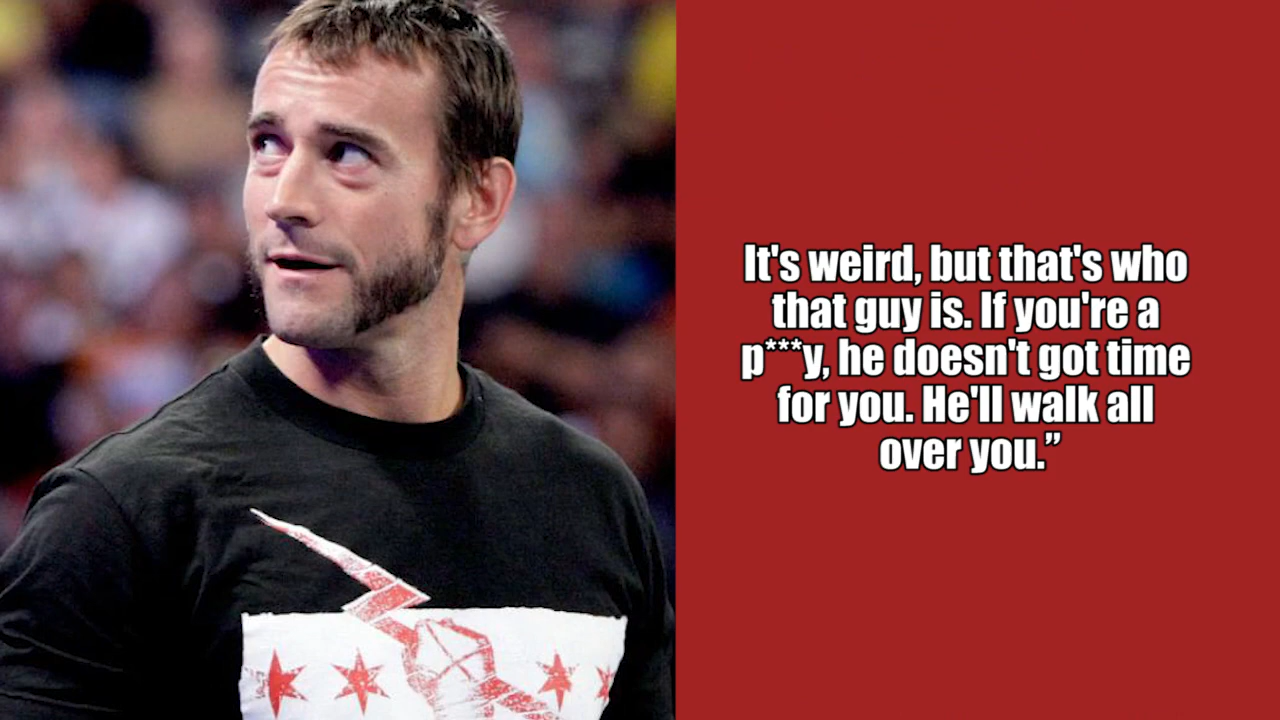 It's weird, but that's who
that guy is. If you're a
p***y, he doesn't got time
for you. He'll walk all
over you.”